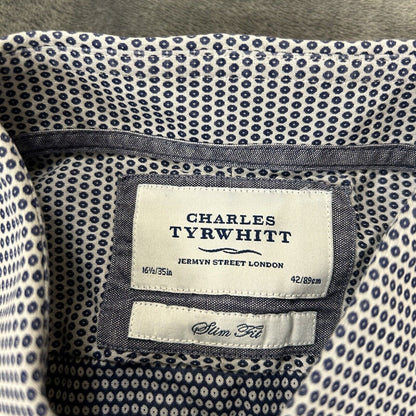 CHARLES
TYRWHITT
JERMYN STREET LONDON
16½/35in 42/89cm
Slim Fit